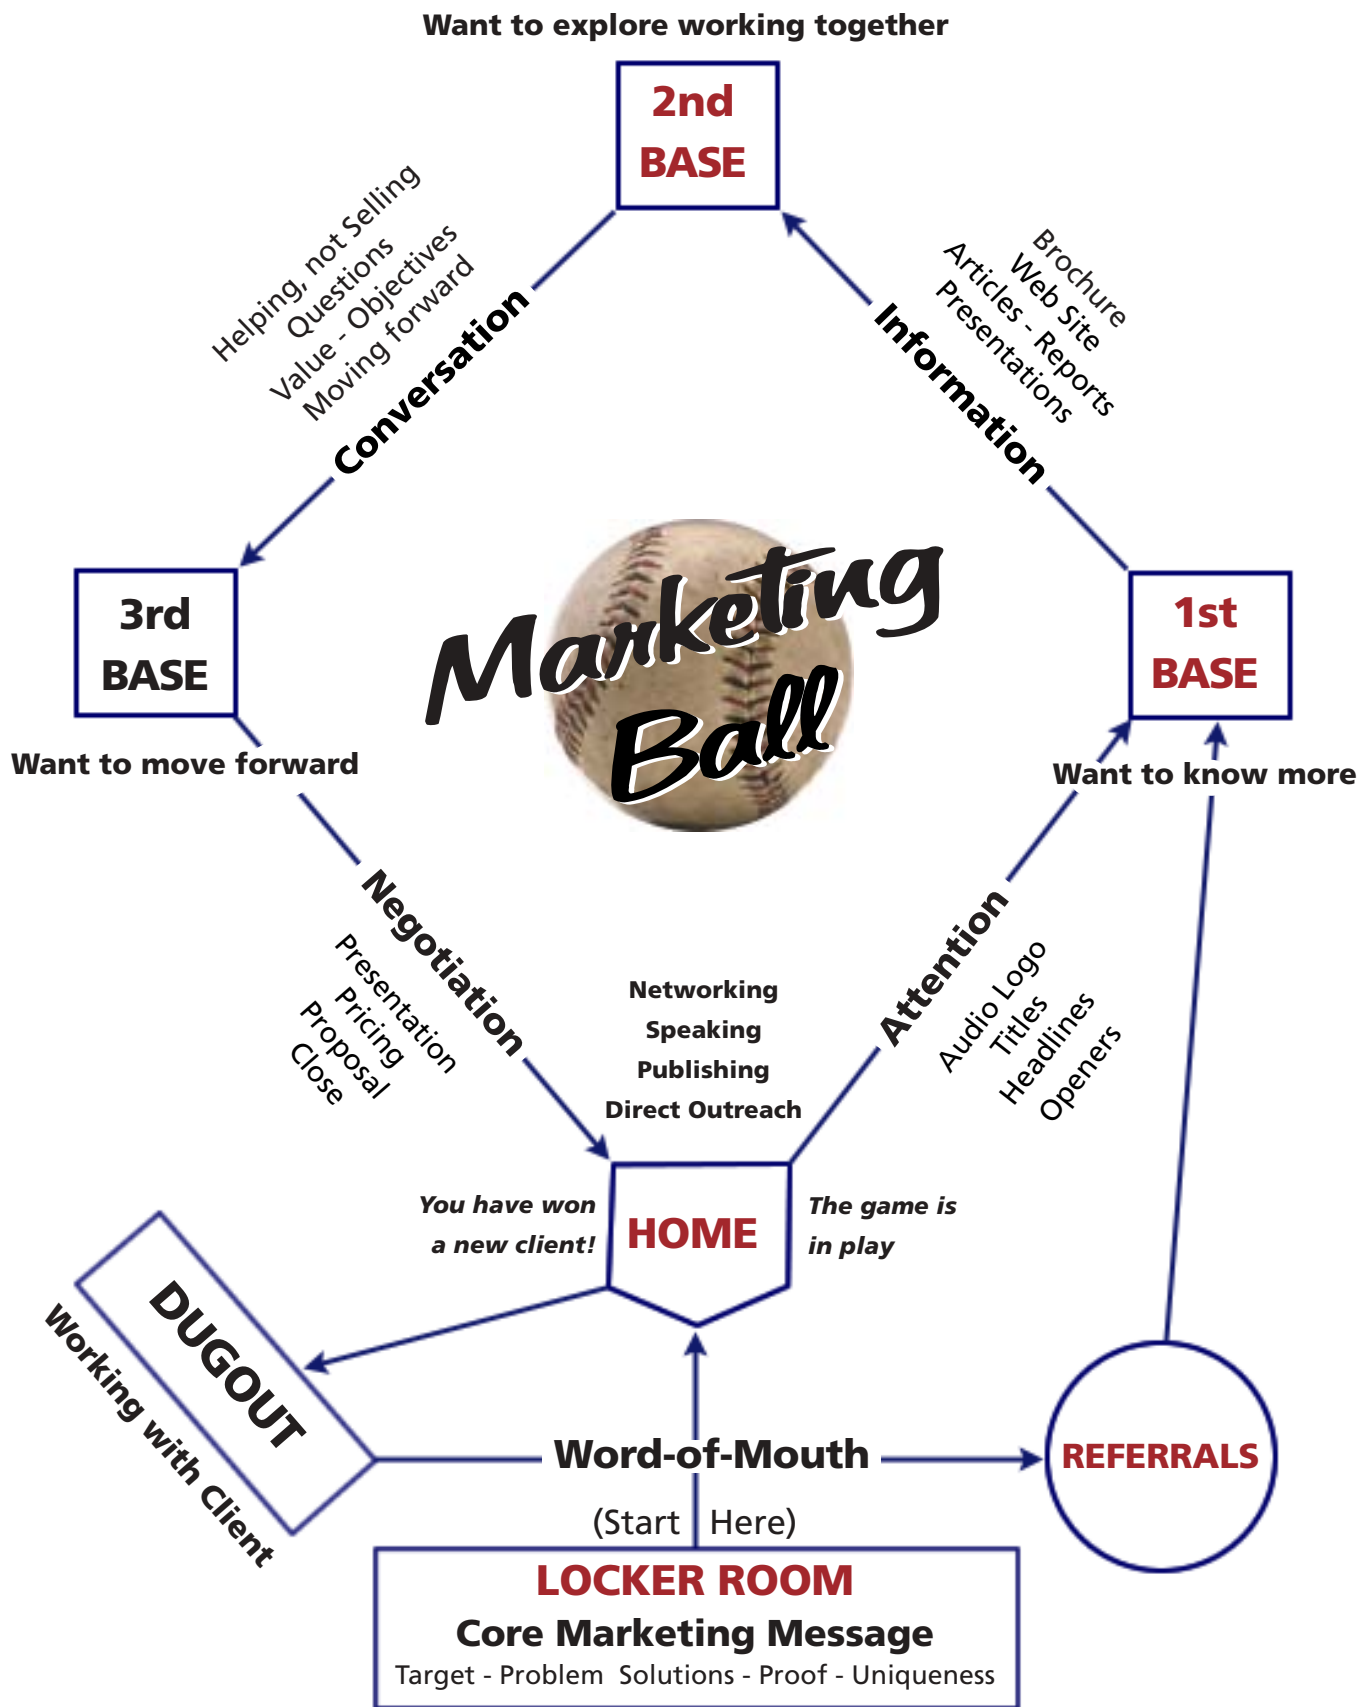 Want to explore working together
2nd
BASE
Helping, not Selling
Questions
Value - Objectives
Moving forward
Conversation
Brochure
Web Site
Articles - Reports
Presentations
Information
Marketing
Ball
3rd
BASE
Want to move forward
1st
BASE
Want to know more
Negotiation
Presentation
Pricing
Proposal
Close
Networking
Speaking
Publishing
Direct Outreach
Attention
Audio Logo
Titles
Headlines
Openers
You have won
a new client!
HOME
The game is
in play
DUGOUT
Working with Client
Word-of-Mouth
REFERRALS
(Start Here)
LOCKER ROOM
Core Marketing Message
Target - Problem Solutions - Proof - Uniqueness